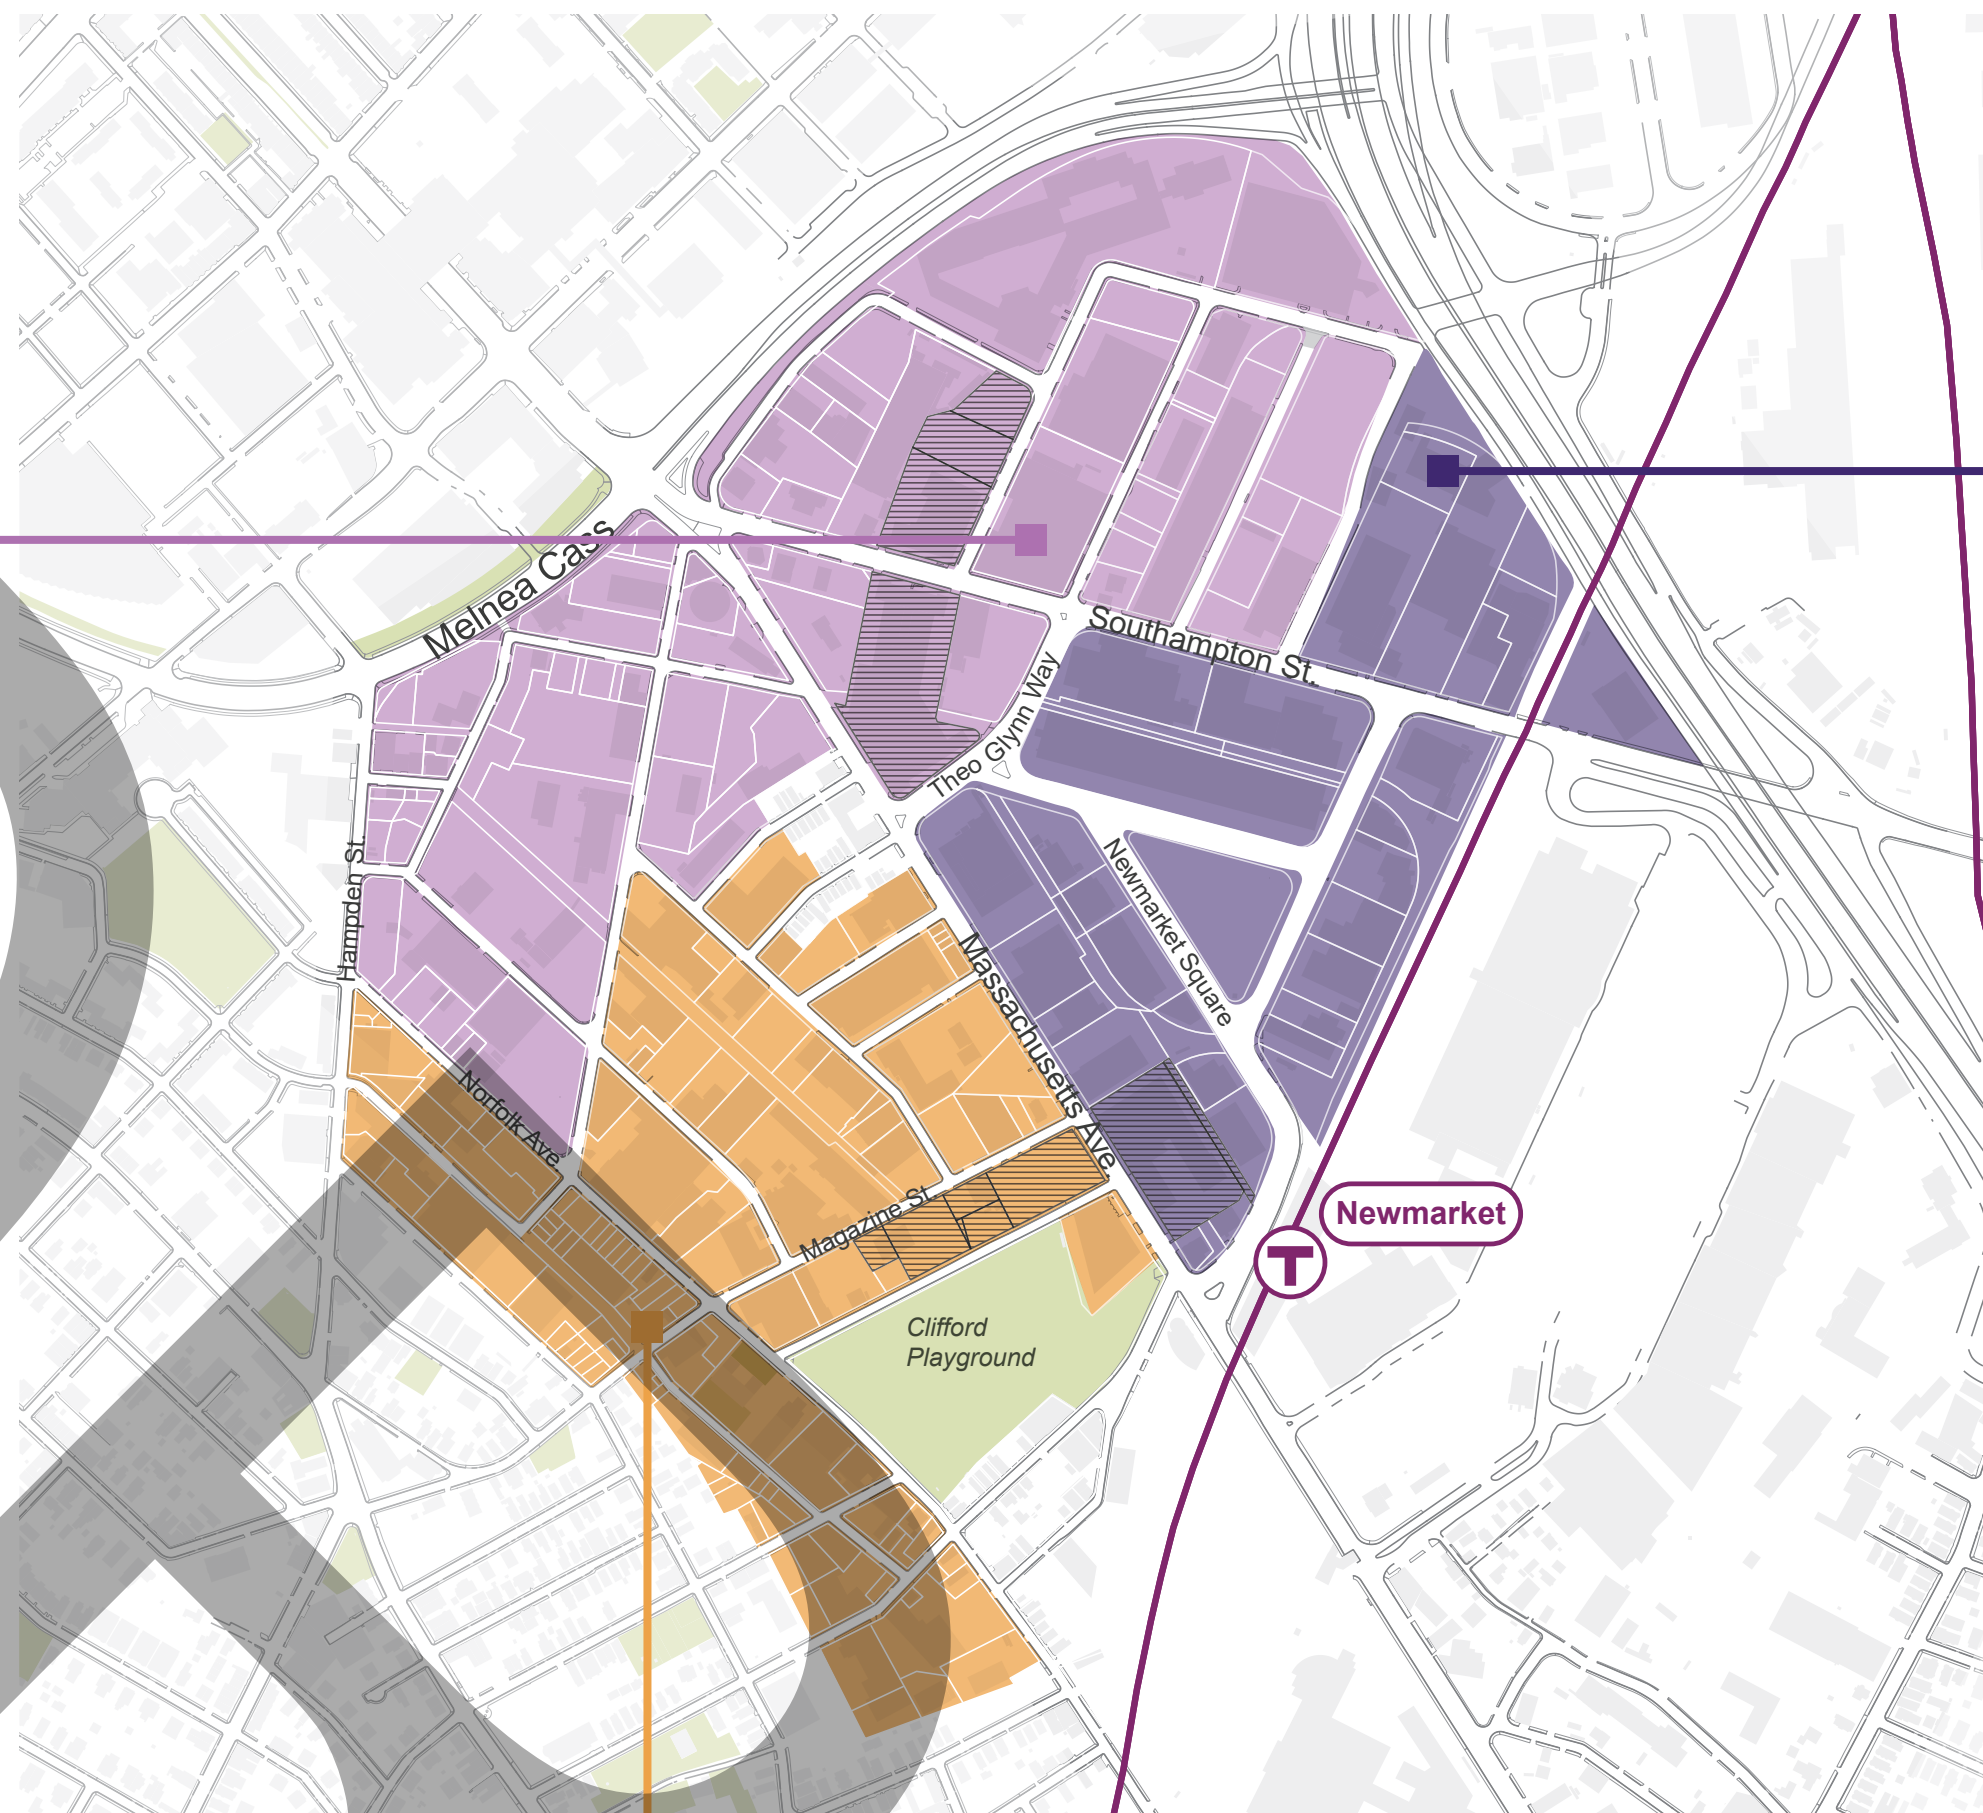 Melnea Cass
Southampton St.
Theo Glynn Way
Hampden St.
Newmarket Square
Massachusetts Ave.
Norfolk Ave.
Magazine St.
Newmarket
T
Clifford
Playground